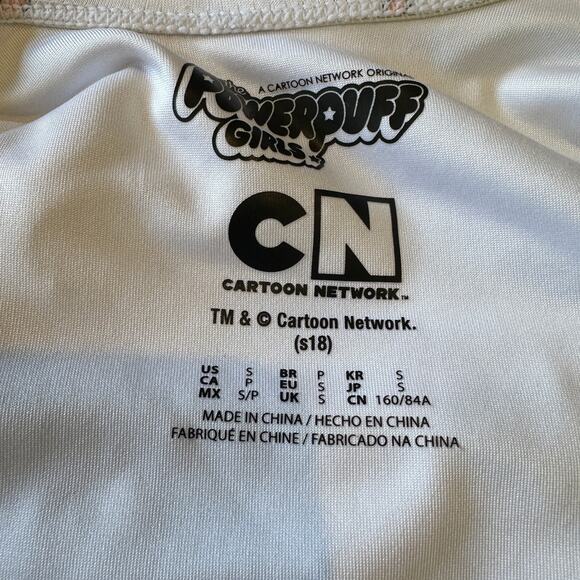 A CARTOON NETWORK ORIGINAL
the
POWERPUFF
GIRLS
CN
CARTOON NETWORK™
TM & © Cartoon Network.
(s18)
US S BR P KR S
CA P EU S JP S
MX S/P UK S CN 160/84A
MADE IN CHINA / HECHO EN CHINA
FABRIQUÉ EN CHINE / FABRICADO NA CHINA